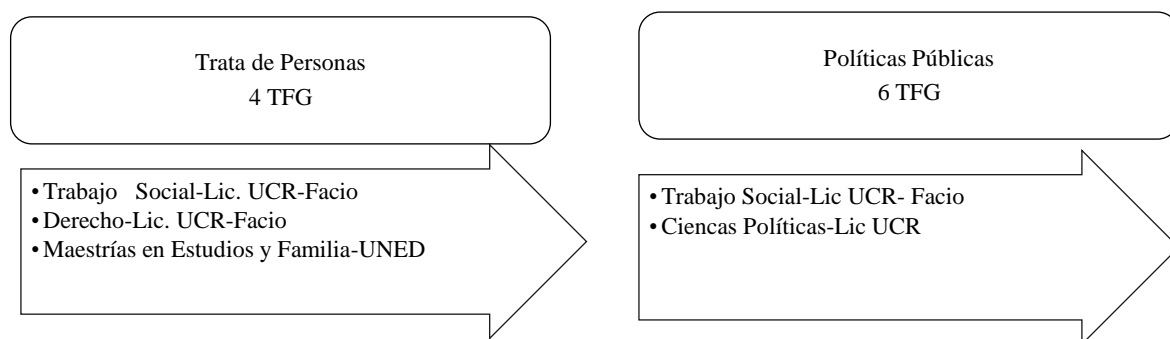 Trata de Personas
4 TFG
• Trabajo Social-Lic. UCR-Facio
• Derecho-Lic. UCR-Facio
• Maestrías en Estudios y Familia-UNED
Políticas Públicas
6 TFG
• Trabajo Social-Lic UCR- Facio
• Ciencas Políticas-Lic UCR